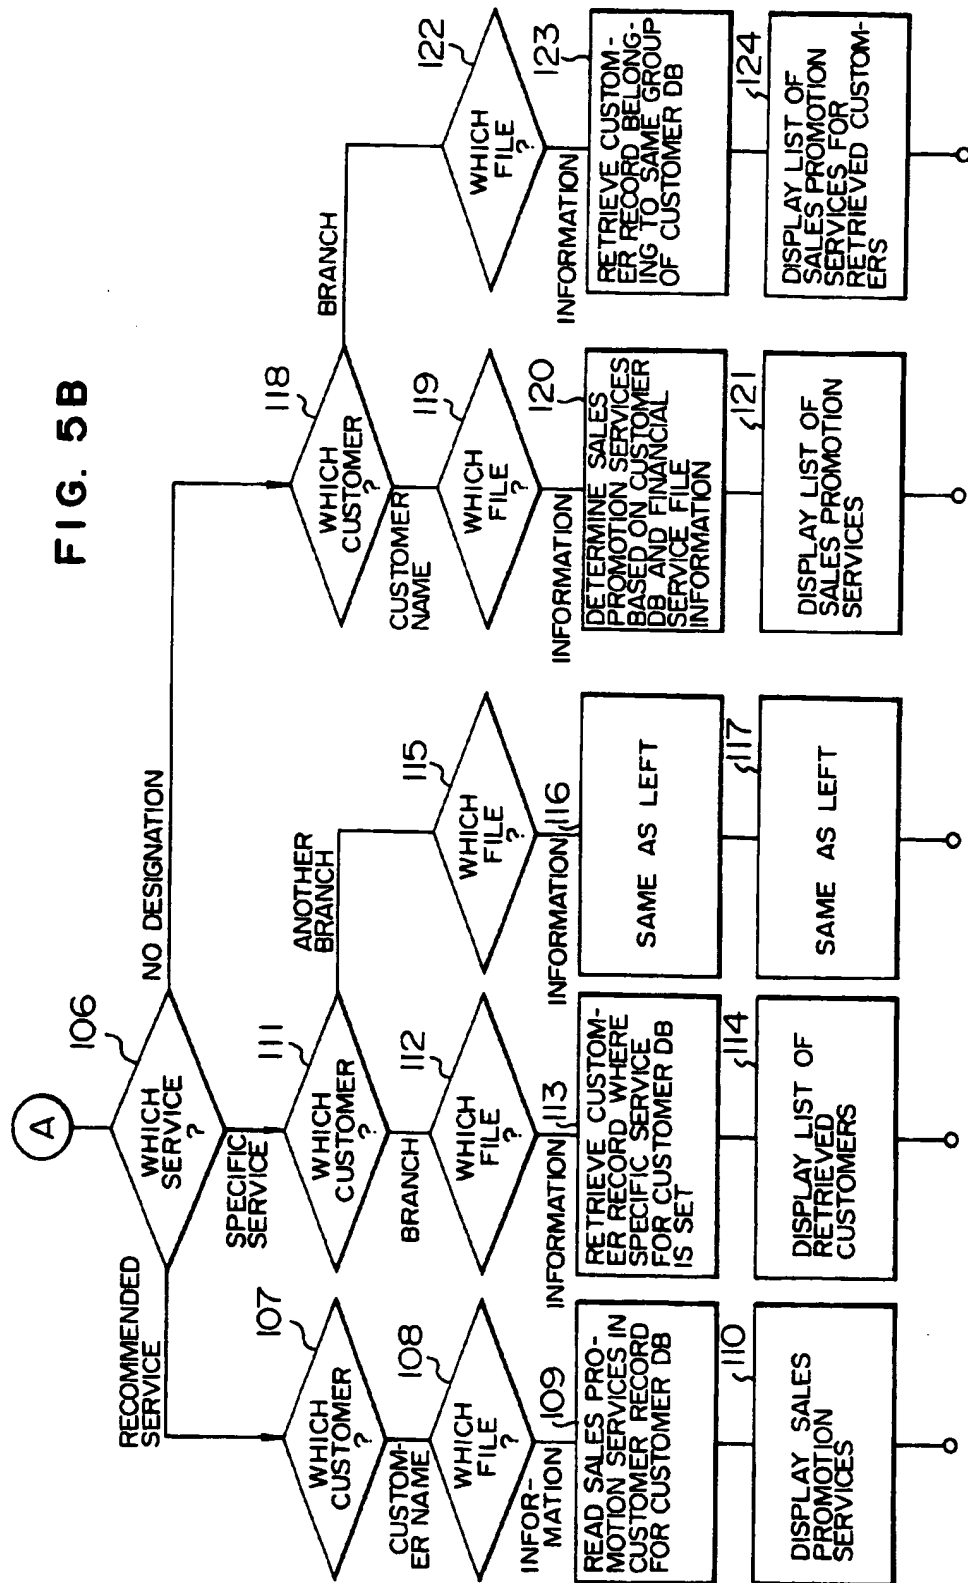 FIG. 5B
A
106
WHICH
SERVICE
?
RECOMMENDED
SERVICE
SPECIFIC
SERVICE
NO DESIGNATION
107
WHICH
CUSTOMER
?
CUSTOM-
ER NAME
108
WHICH
FILE
?
INFOR-
MATION
109
READ SALES PRO-
MOTION SERVICES IN
CUSTOMER RECORD
FOR CUSTOMER DB
110
DISPLAY SALES
PROMOTION
SERVICES
111
WHICH
CUSTOMER
?
BRANCH
ANOTHER
BRANCH
112
WHICH
FILE
?
INFORMATION
113
RETRIEVE CUSTOM-
ER RECORD WHERE
SPECIFIC SERVICE
FOR CUSTOMER DB
IS SET
114
DISPLAY LIST OF
RETRIEVED
CUSTOMERS
115
WHICH
FILE
?
INFORMATION
116
SAME AS LEFT
117
SAME AS LEFT
118
WHICH
CUSTOMER
?
CUSTOMER
NAME
BRANCH
119
WHICH
FILE
?
INFORMATION
120
DETERMINE SALES
PROMOTION SERVICES
BASED ON CUSTOMER
DB AND FINANCIAL
SERVICE FILE
INFORMATION
121
DISPLAY LIST OF
SALES PROMOTION
SERVICES
122
WHICH
FILE
?
INFORMATION
123
RETRIEVE CUSTOM-
ER RECORD BELONG-
ING TO SAME GROUP
OF CUSTOMER DB
124
DISPLAY LIST OF
SALES PROMOTION
SERVICES FOR
RETRIEVED CUSTOM-
ERS